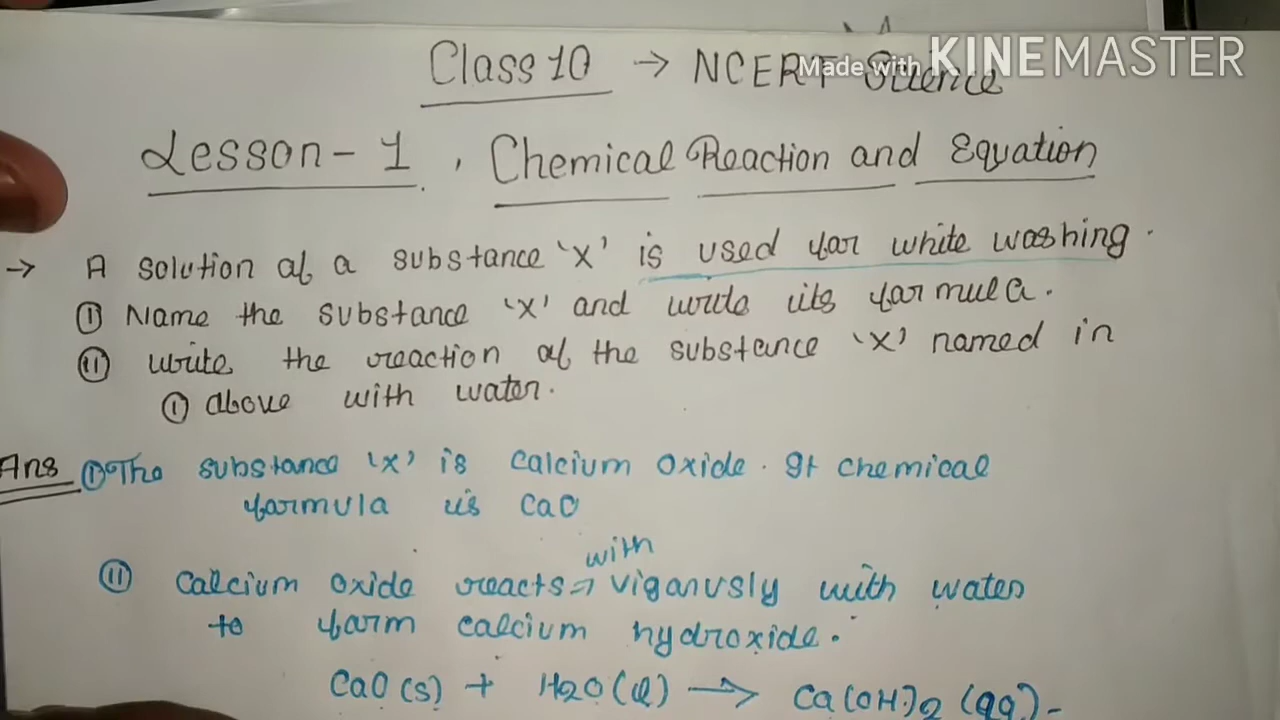 Class 10 → NCERT Science
Made with KINEMASTER
Lesson - 1 , Chemical Reaction and Equation
→ A solution of a substance 'X' is used for white washing.
(i) Name the substance 'X' and write its formula.
(ii) write the reaction of the substance 'X' named in
(i) above with water.
Ans (i) The substance 'X' is calcium oxide. It chemical
formula is CaO
with
(ii) Calcium oxide reacts vigarusly with water
to form calcium hydroxide.
CaO(s) + H2O(l) → Ca(OH)2 (aq)